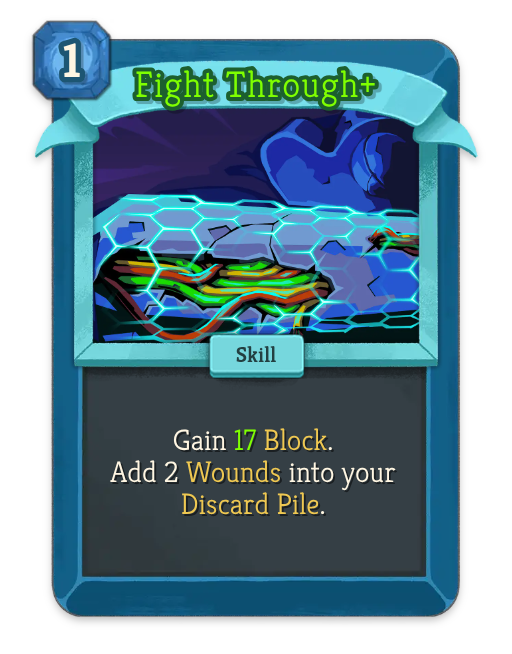 1
Fight Through+
Skill
Gain 17 Block.
Add 2 Wounds into your
Discard Pile.